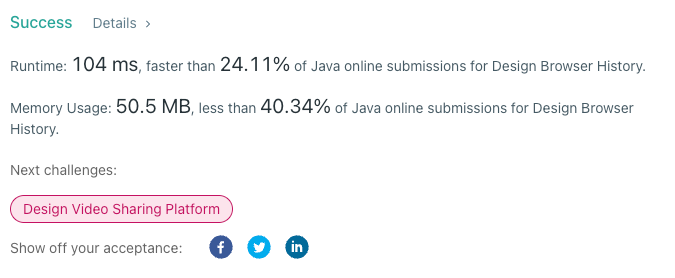 Success Details >
Runtime: 104 ms, faster than 24.11% of Java online submissions for Design Browser History.
Memory Usage: 50.5 MB, less than 40.34% of Java online submissions for Design Browser
History.
Next challenges:
Design Video Sharing Platform
Show off your acceptance: f in